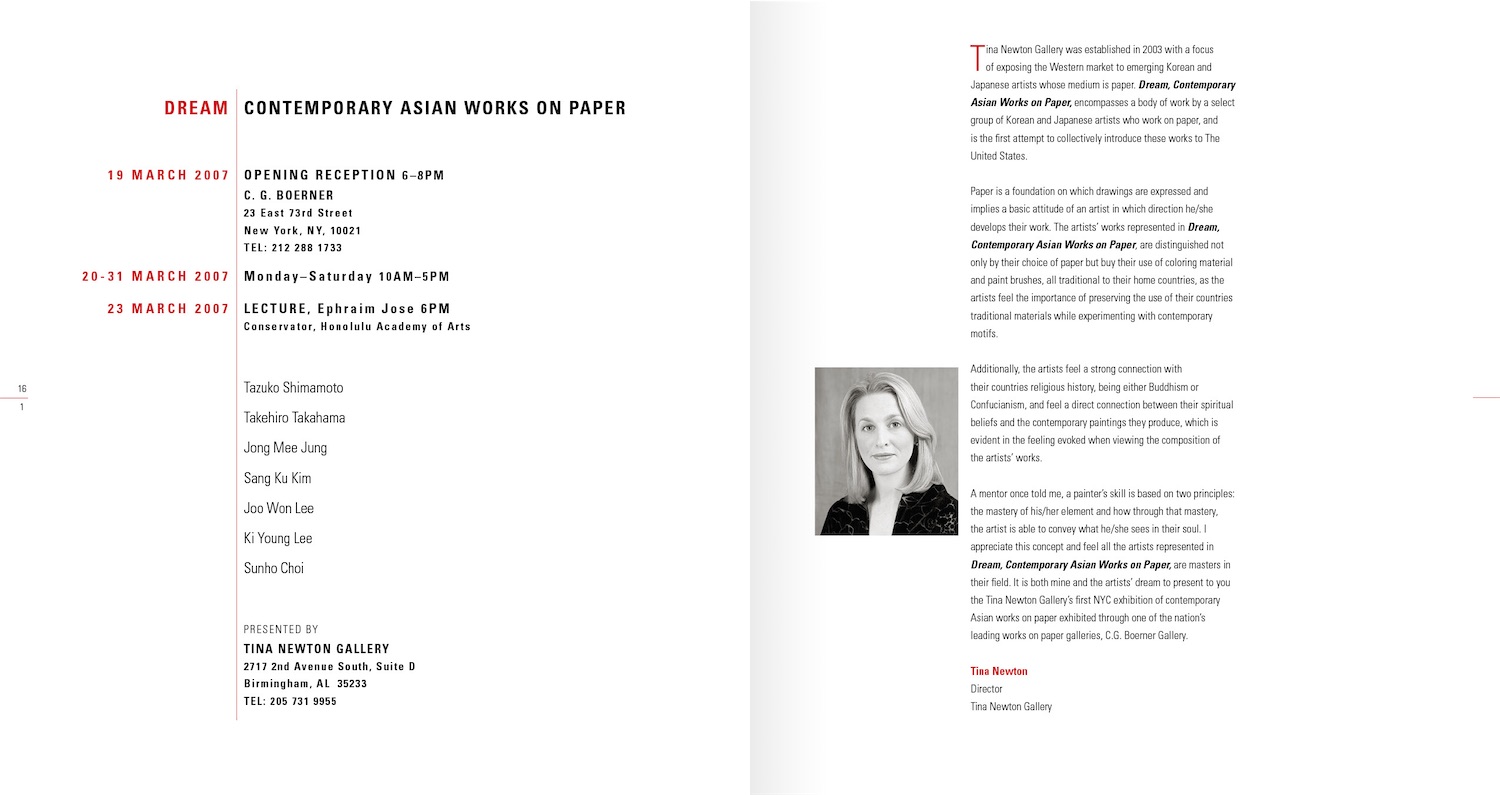 DREAM CONTEMPORARY ASIAN WORKS ON PAPER
19 MARCH 2007 OPENING RECEPTION 6–8PM
C. G. BOERNER
23 East 73rd Street
New York, NY, 10021
TEL: 212 288 1733
20-31 MARCH 2007 Monday–Saturday 10AM–5PM
23 MARCH 2007 LECTURE, Ephraim Jose 6PM
Conservator, Honolulu Academy of Arts
16
1
Tazuko Shimamoto
Takehiro Takahama
Jong Mee Jung
Sang Ku Kim
Joo Won Lee
Ki Young Lee
Sunho Choi
PRESENTED BY
TINA NEWTON GALLERY
2717 2nd Avenue South, Suite D
Birmingham, AL 35233
TEL: 205 731 9955
Tina Newton Gallery was established in 2003 with a focus
of exposing the Western market to emerging Korean and
Japanese artists whose medium is paper. Dream, Contemporary
Asian Works on Paper, encompasses a body of work by a select
group of Korean and Japanese artists who work on paper, and
is the first attempt to collectively introduce these works to The
United States.
Paper is a foundation on which drawings are expressed and
implies a basic attitude of an artist in which direction he/she
develops their work. The artists' works represented in Dream,
Contemporary Asian Works on Paper, are distinguished not
only by their choice of paper but buy their use of coloring material
and paint brushes, all traditional to their home countries, as the
artists feel the importance of preserving the use of their countries
traditional materials while experimenting with contemporary
motifs.
Additionally, the artists feel a strong connection with
their countries religious history, being either Buddhism or
Confucianism, and feel a direct connection between their spiritual
beliefs and the contemporary paintings they produce, which is
evident in the feeling evoked when viewing the composition of
the artists' works.
A mentor once told me, a painter's skill is based on two principles:
the mastery of his/her element and how through that mastery,
the artist is able to convey what he/she sees in their soul. I
appreciate this concept and feel all the artists represented in
Dream, Contemporary Asian Works on Paper, are masters in
their field. It is both mine and the artists' dream to present to you
the Tina Newton Gallery's first NYC exhibition of contemporary
Asian works on paper exhibited through one of the nation's
leading works on paper galleries, C.G. Boerner Gallery.
Tina Newton
Director
Tina Newton Gallery